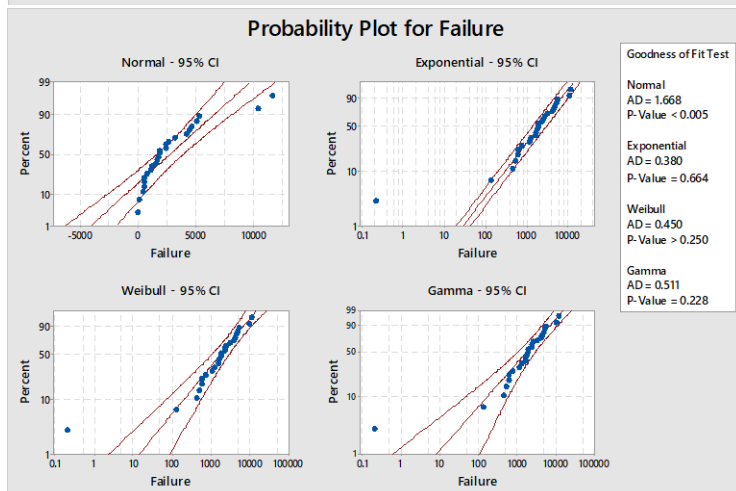 Probability Plot for Failure
Normal - 95% CI
99
90
50
10
1
Percent
-5000
0
5000
10000
Failure
Exponential - 95% CI
90
50
10
1
Percent
0.1
1
10
100
1000
10000
Failure
Weibull - 95% CI
90
50
10
1
Percent
0.1
1
10
100
1000
10000
100000
Failure
Gamma - 95% CI
99
90
50
10
1
Percent
0.1
1
10
100
1000
10000
100000
Failure
Goodness of Fit Test
Normal
AD = 1.668
P-Value < 0.005
Exponential
AD = 0.380
P-Value = 0.664
Weibull
AD = 0.450
P-Value > 0.250
Gamma
AD = 0.511
P-Value = 0.228